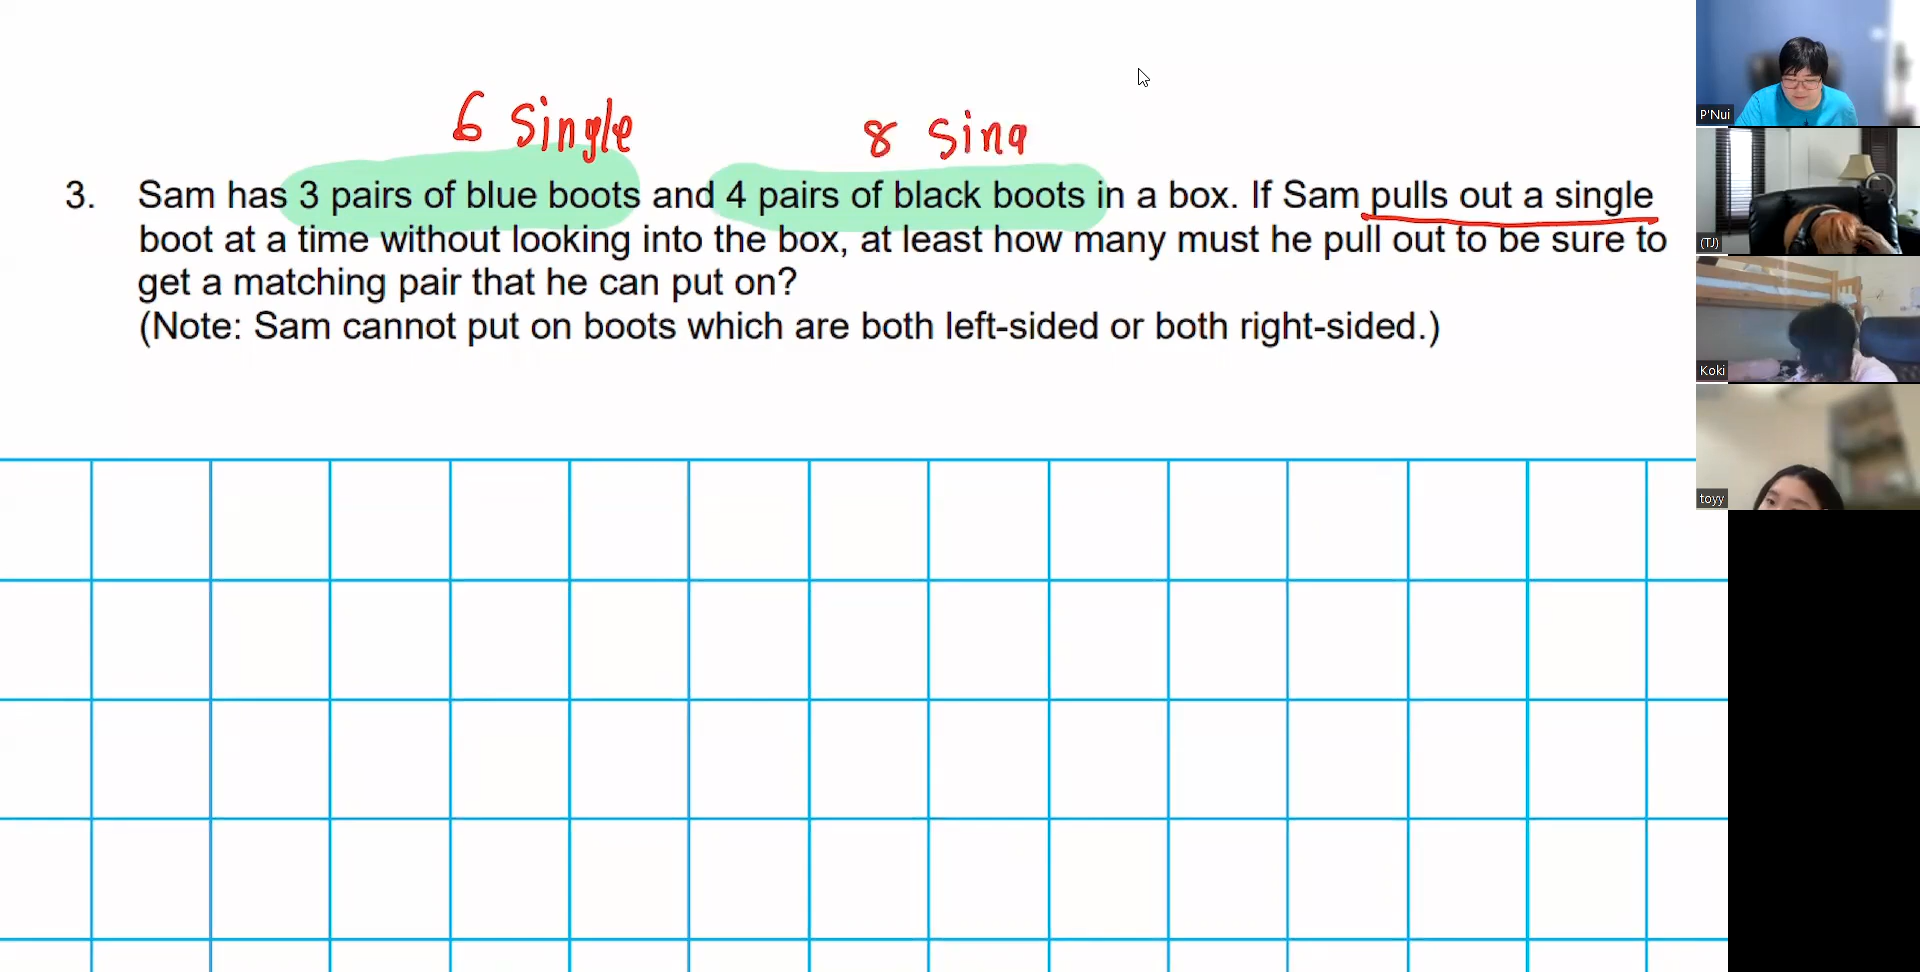 6 single 8 sing
3. Sam has 3 pairs of blue boots and 4 pairs of black boots in a box. If Sam pulls out a single
boot at a time without looking into the box, at least how many must he pull out to be sure to
get a matching pair that he can put on?
(Note: Sam cannot put on boots which are both left-sided or both right-sided.)
P'Nui
(TJ)
Koki
toyy